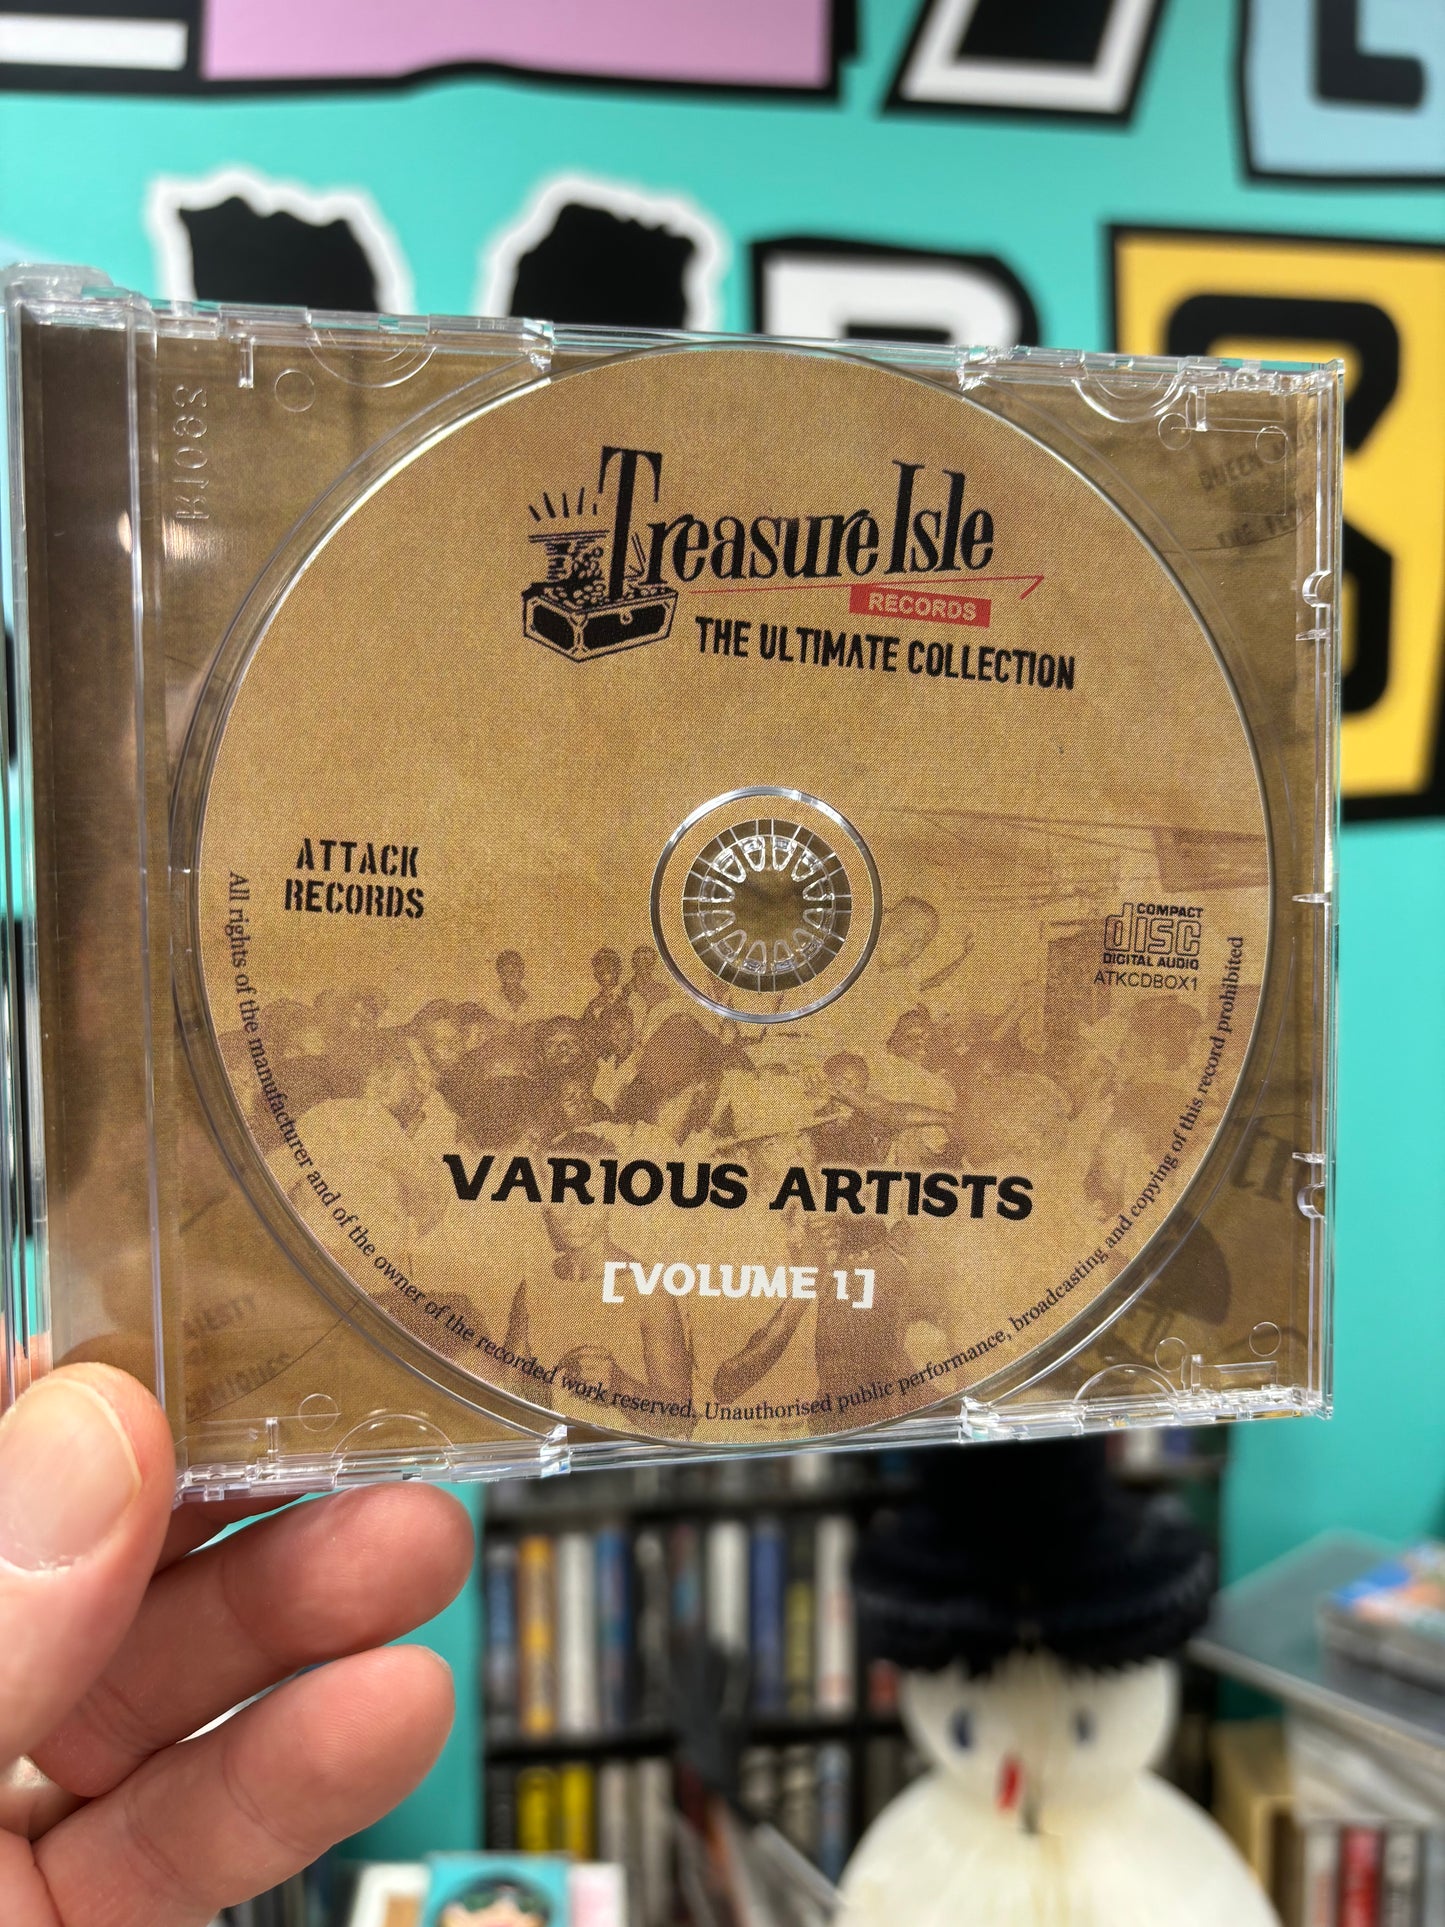 Treasure Isle
RECORDS
THE ULTIMATE COLLECTION
ATTACK
RECORDS
COMPACT
disc
DIGITAL AUDIO
ATKCDBOX1
VARIOUS ARTISTS
[VOLUME 1]
All rights of the manufacturer and of the owner of the recorded work reserved. Unauthorised public performance, broadcasting and copying of this record prohibited